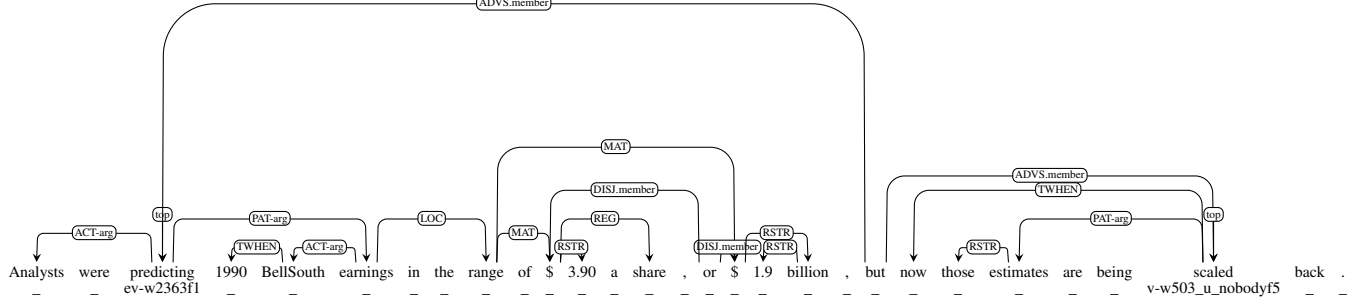 ADVS.member
MAT
ADVS.member
DISJ.member TWHEN
top PAT-arg LOC REG PAT-arg top
ACT-arg MAT RSTR
TWHEN ACT-arg RSTR DISJ.member RSTR RSTR
Analysts were predicting 1990 BellSouth earnings in the range of $ 3.90 a share , or $ 1.9 billion , but now those estimates are being scaled back .
_ _ ev-w2363f1 _ _ _ _ _ _ _ _ _ _ _ _ _ _ _ _ _ _ _ _ _ _ v-w503_u_nobodyf5 _ _